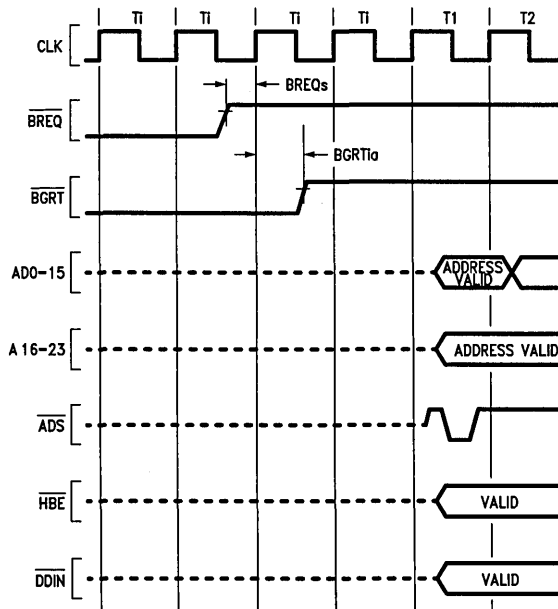 Ti Ti Ti Ti T1 T2
CLK
BREQs
BREQ
BGRTia
BGRT
AD0-15
ADDRESS
VALID
A 16-23
ADDRESS VALID
ADS
HBE
VALID
DDIN
VALID